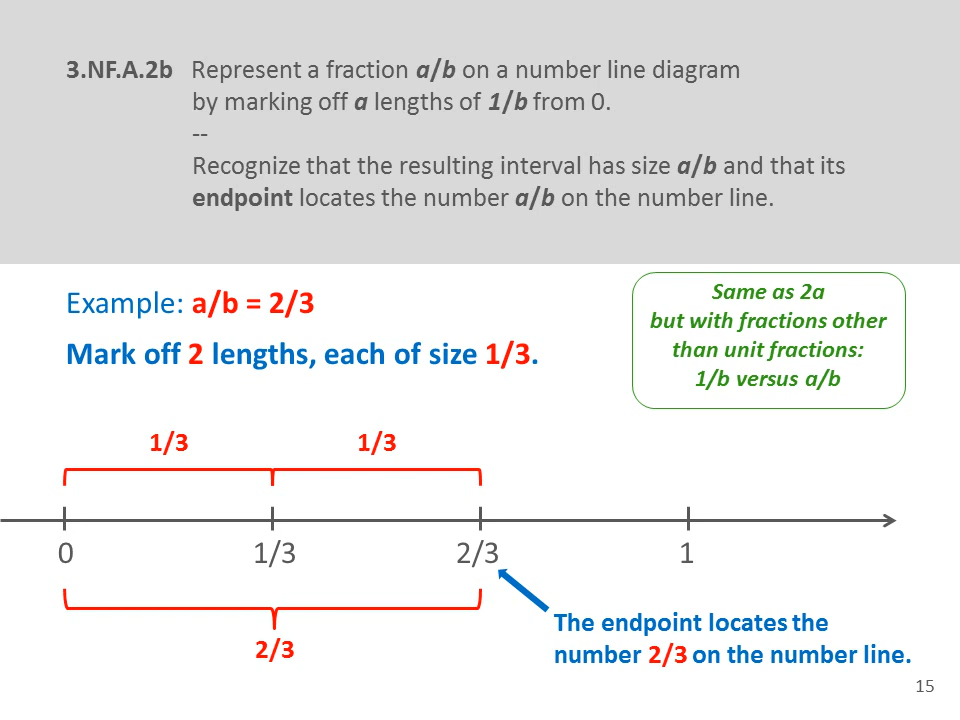 3.NF.A.2b Represent a fraction a/b on a number line diagram
by marking off a lengths of 1/b from 0.
--
Recognize that the resulting interval has size a/b and that its
endpoint locates the number a/b on the number line.
Example: a/b = 2/3
Mark off 2 lengths, each of size 1/3.
Same as 2a
but with fractions other
than unit fractions:
1/b versus a/b
1/3 1/3
0 1/3 2/3 1
2/3
The endpoint locates the
number 2/3 on the number line.
15